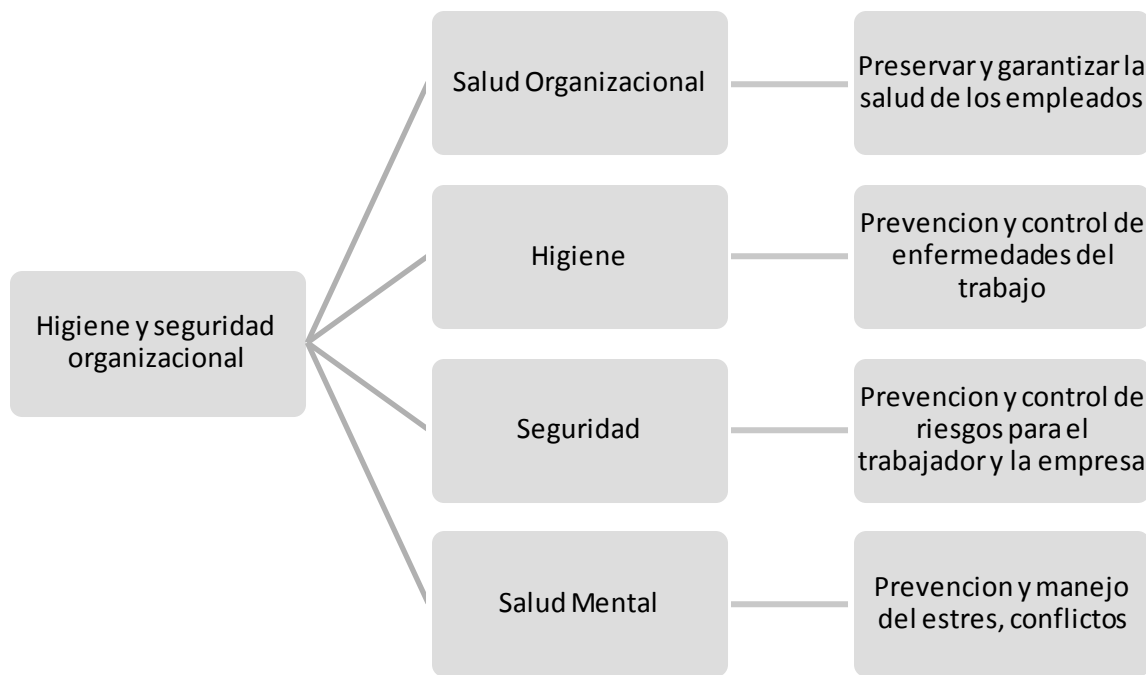 Higiene y seguridad
organizacional
Salud Organizacional
Preservar y garantizar la
salud de los empleados
Higiene
Prevencion y control de
enfermedades del
trabajo
Seguridad
Prevencion y control de
riesgos para el
trabajador y la empresa
Salud Mental
Prevencion y manejo
del estres, conflictos